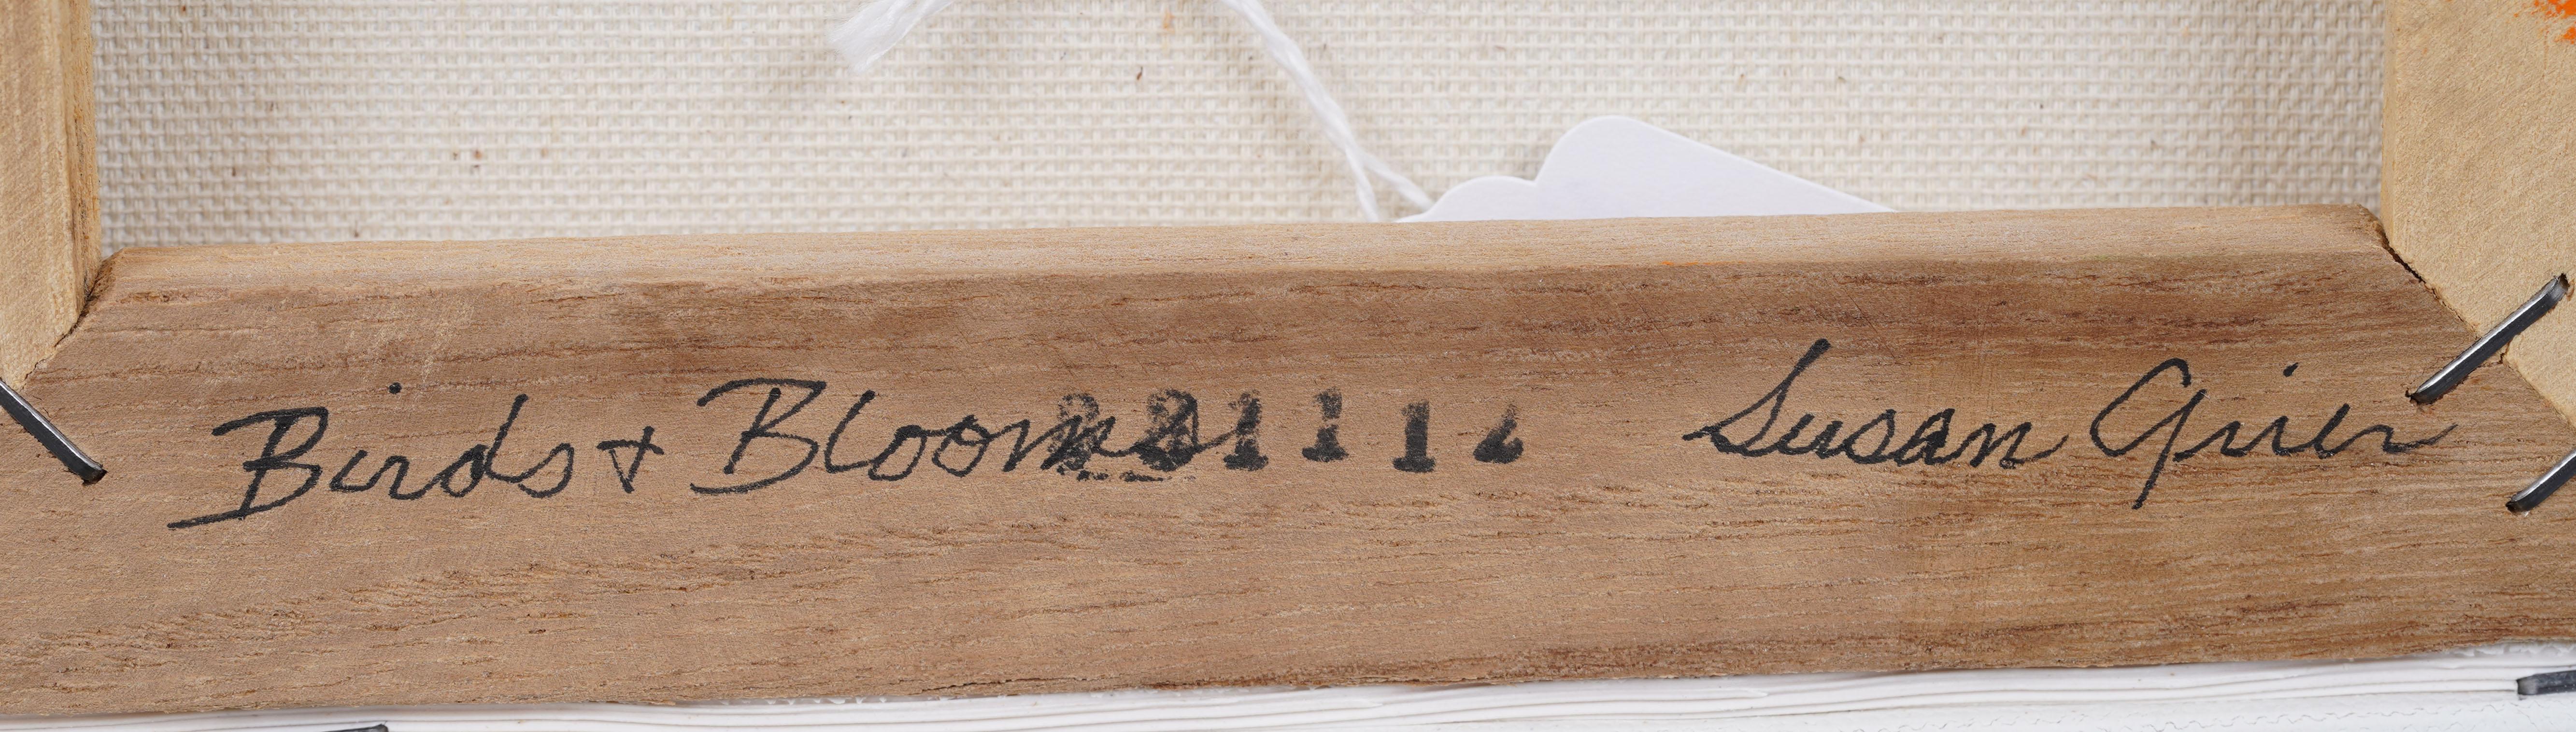 Birds + Blooms Susan Grier